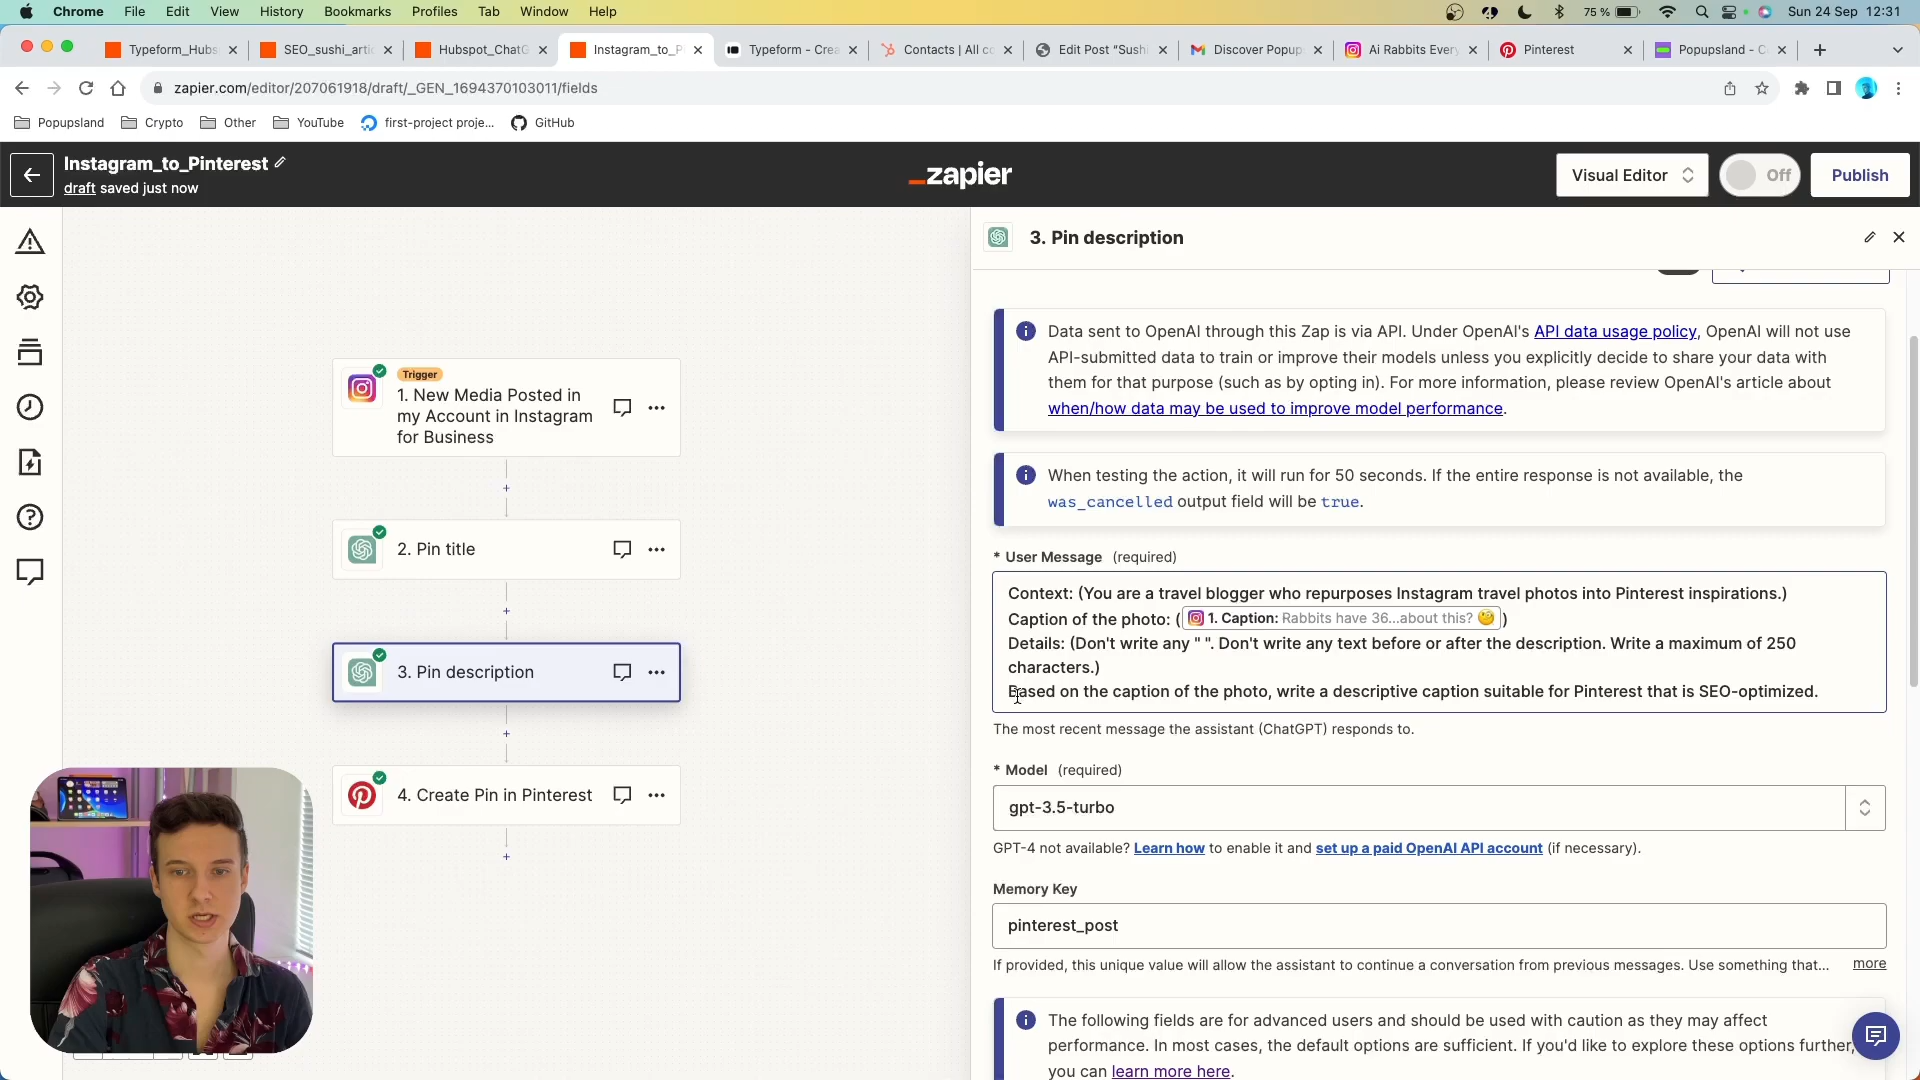 Chrome File Edit View History Bookmarks Profiles Tab Window Help 75 % Sun 24 Sep 12:31
Typeform_Hubs SEO_sushi_artic Hubspot_ChatG Instagram_to_P Typeform - Crea Contacts | All co Edit Post "Sushi Discover Popup Ai Rabbits Every Pinterest Popupsland - C
zapier.com/editor/207061918/draft/_GEN_1694370103011/fields
Popupsland Crypto Other YouTube first-project proje... GitHub
Instagram_to_Pinterest
draft saved just now
_zapier
Visual Editor
Off
Publish
Trigger
1. New Media Posted in
my Account in Instagram
for Business
2. Pin title
3. Pin description
4. Create Pin in Pinterest
3. Pin description
Data sent to OpenAI through this Zap is via API. Under OpenAI's API data usage policy, OpenAI will not use
API-submitted data to train or improve their models unless you explicitly decide to share your data with
them for that purpose (such as by opting in). For more information, please review OpenAI's article about
when/how data may be used to improve model performance.
When testing the action, it will run for 50 seconds. If the entire response is not available, the
was_cancelled output field will be true.
* User Message (required)
Context: (You are a travel blogger who repurposes Instagram travel photos into Pinterest inspirations.)
Caption of the photo: ( 1. Caption: Rabbits have 36...about this? 🧐 )
Details: (Don't write any " ". Don't write any text before or after the description. Write a maximum of 250
characters.)
Based on the caption of the photo, write a descriptive caption suitable for Pinterest that is SEO-optimized.
The most recent message the assistant (ChatGPT) responds to.
* Model (required)
gpt-3.5-turbo
GPT-4 not available? Learn how to enable it and set up a paid OpenAI API account (if necessary).
Memory Key
pinterest_post
If provided, this unique value will allow the assistant to continue a conversation from previous messages. Use something that... more
The following fields are for advanced users and should be used with caution as they may affect
performance. In most cases, the default options are sufficient. If you'd like to explore these options further,
you can learn more here.